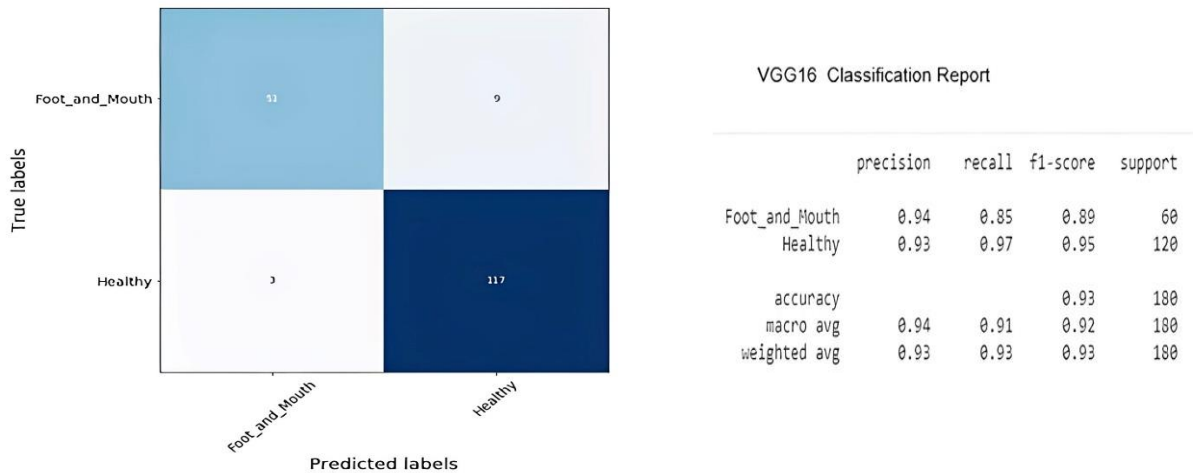 Foot_and_Mouth
51
9
Healthy
3
117
True labels
Foot_and_Mouth
Healthy
Predicted labels
VGG16 Classification Report
precision recall f1-score support
Foot_and_Mouth 0.94 0.85 0.89 60
Healthy 0.93 0.97 0.95 120
accuracy 0.93 180
macro avg 0.94 0.91 0.92 180
weighted avg 0.93 0.93 0.93 180